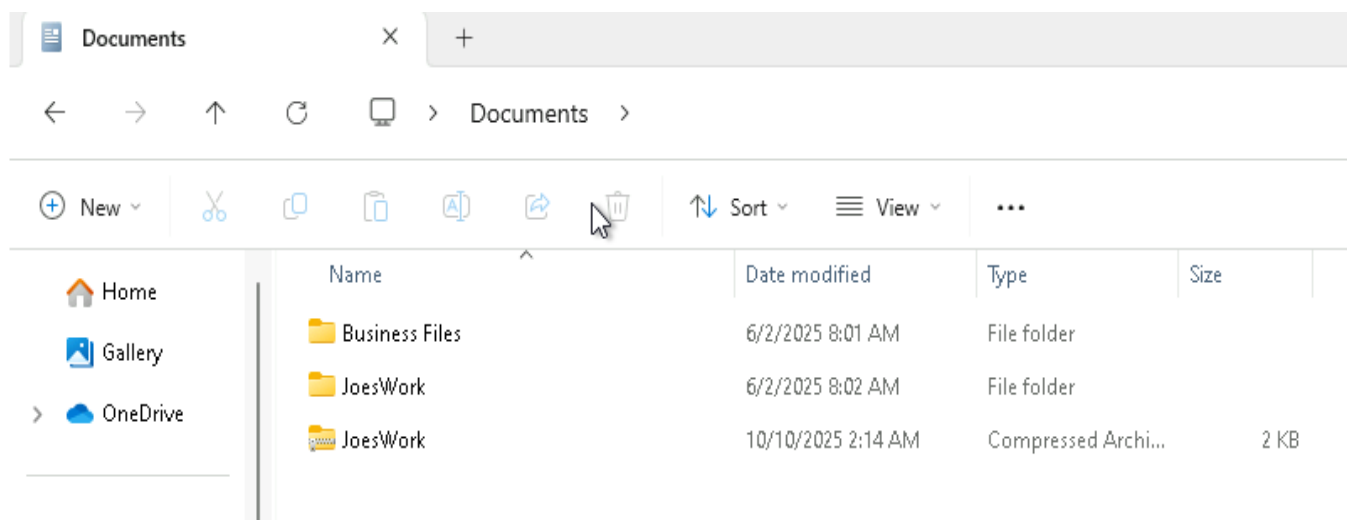 Documents
Documents
New Sort View
Name Date modified Type Size
Home
Business Files 6/2/2025 8:01 AM File folder
Gallery
JoesWork 6/2/2025 8:02 AM File folder
OneDrive
JoesWork 10/10/2025 2:14 AM Compressed Archi... 2 KB